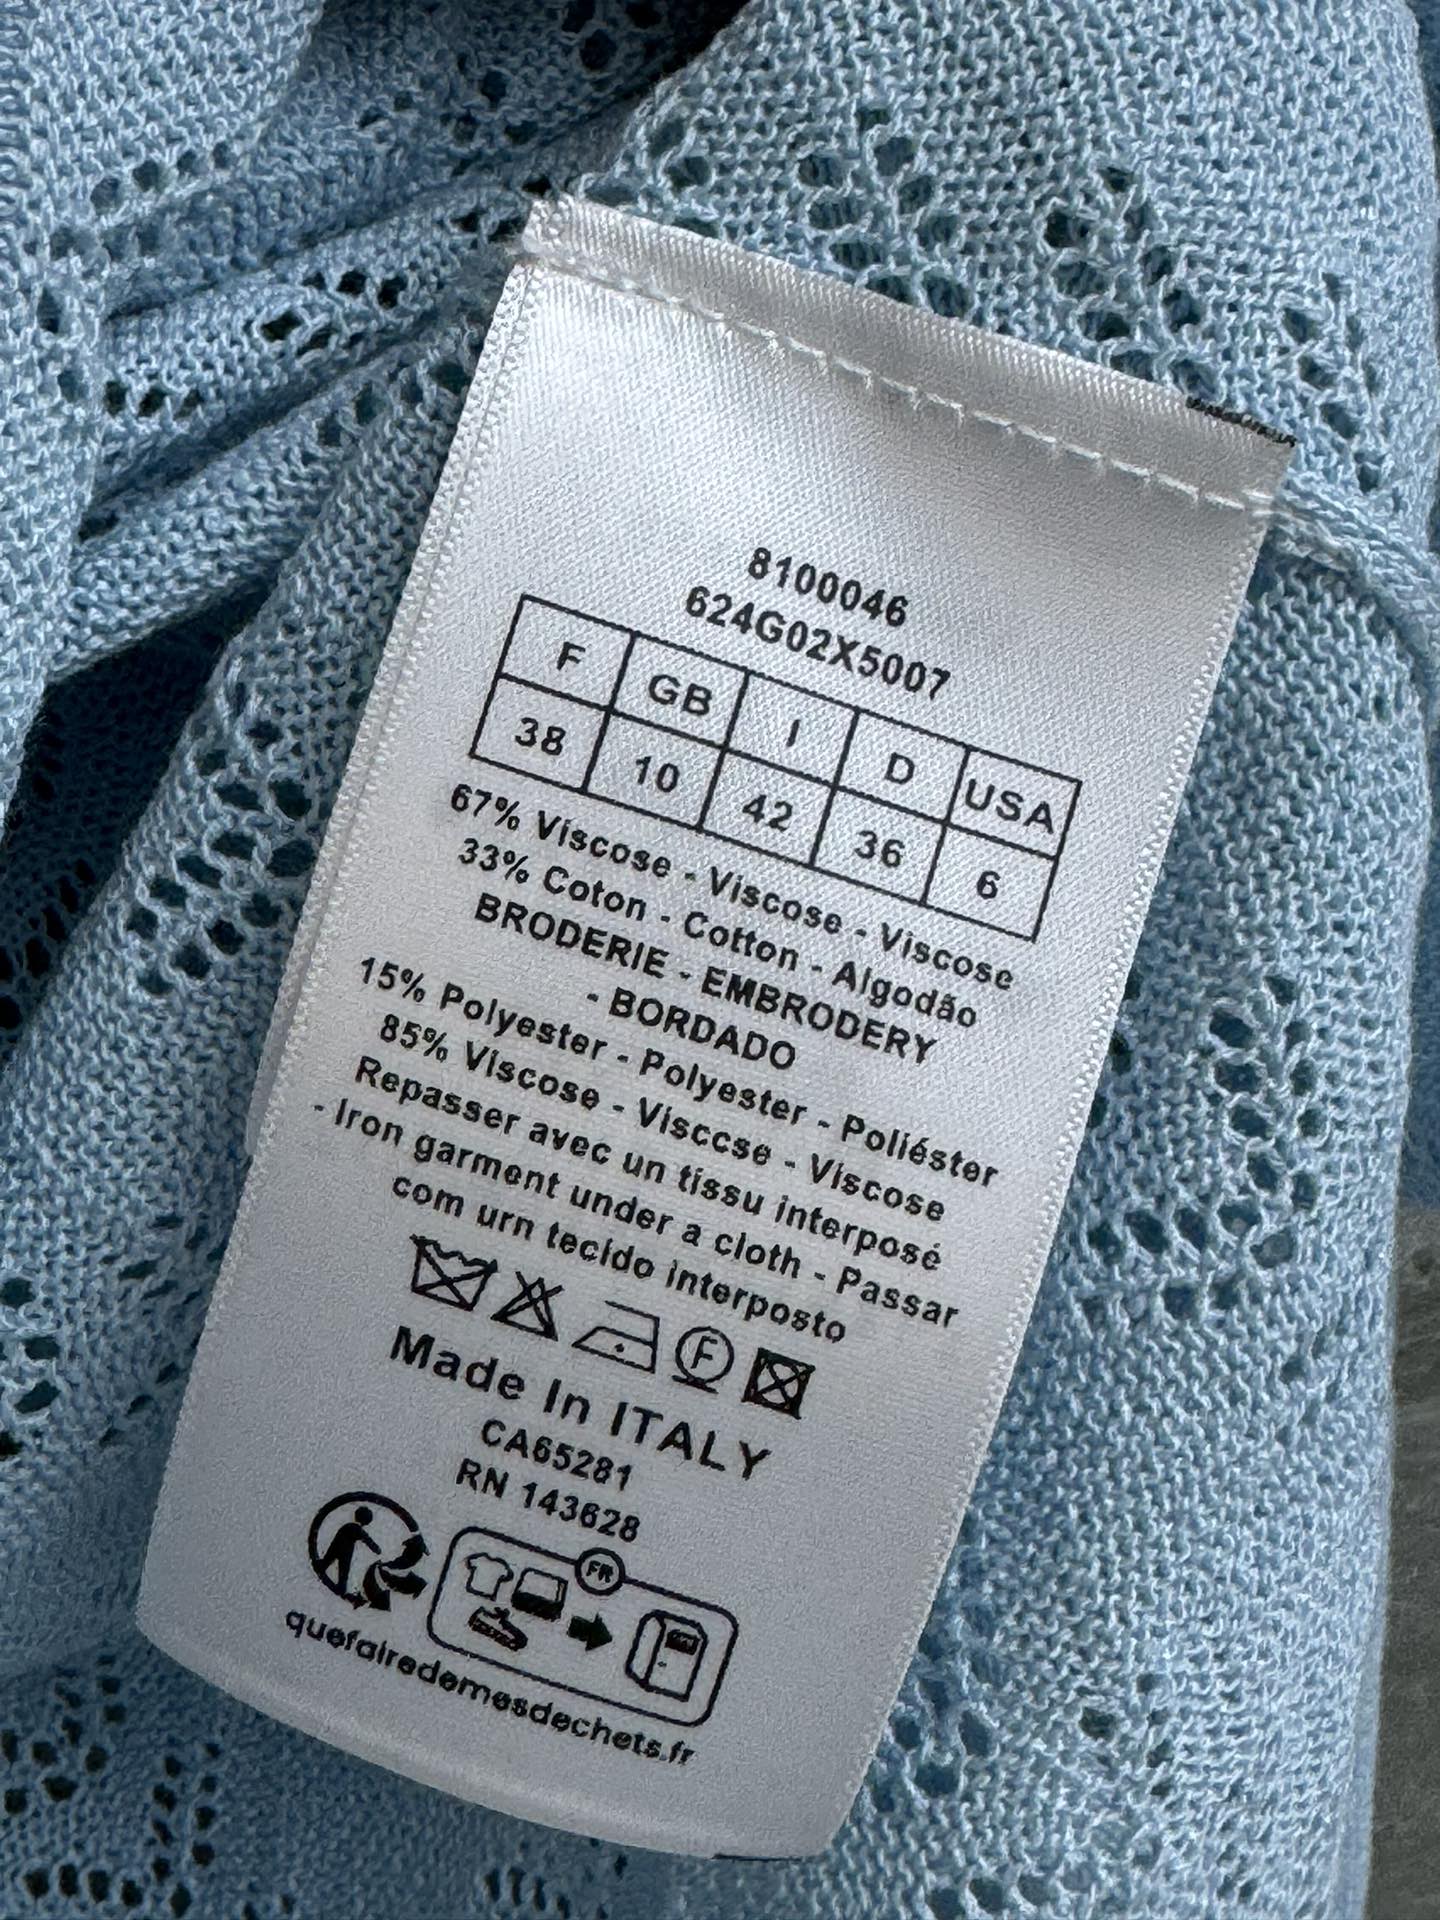 8100046
624G02X5007
F GB I D USA
38 10 42 36 6
67% Viscose - Viscose - Viscose
33% Coton - Cotton - Algodão
BRODERIE - EMBRODERY
- BORDADO
15% Polyester - Polyester - Poliéster
85% Viscose - Visccse - Viscose
Repasser avec un tissu interposé
- Iron garment under a cloth - Passar
com urn tecido interposto
F
Made In ITALY
CA65281
RN 143628
FR
quefairedemesdechets.fr